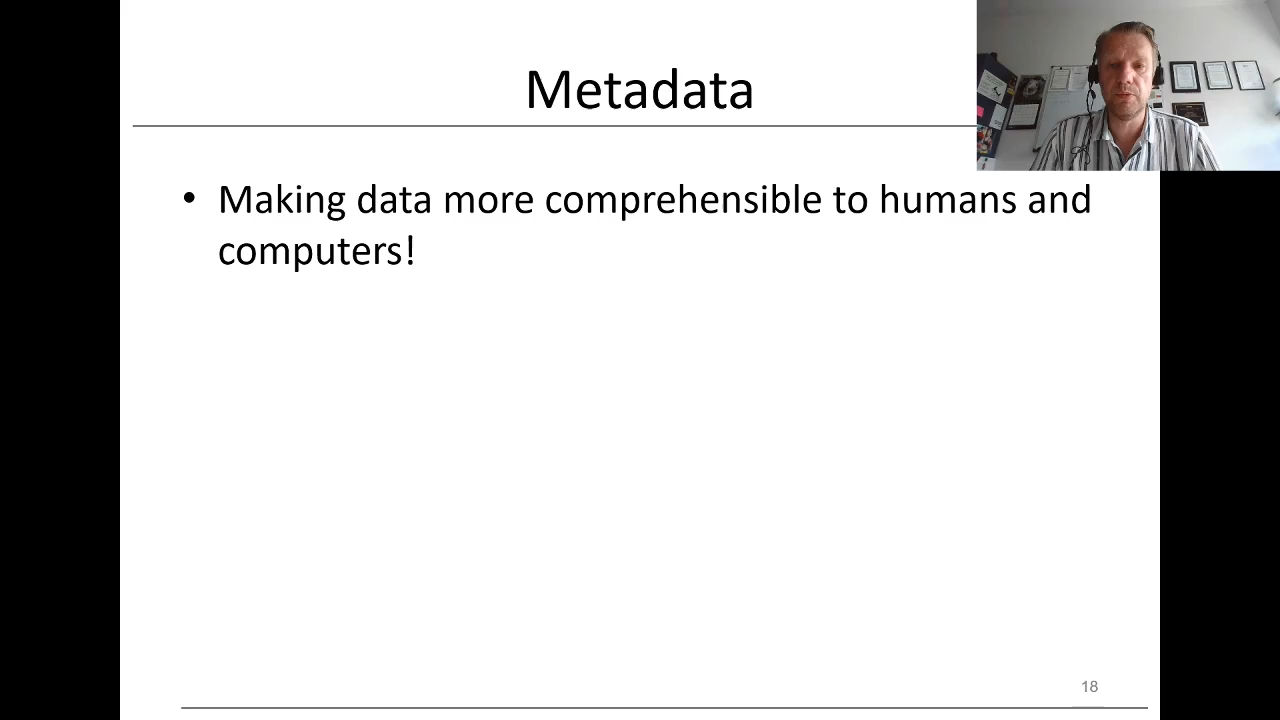 Metadata
• Making data more comprehensible to humans and
computers!
18